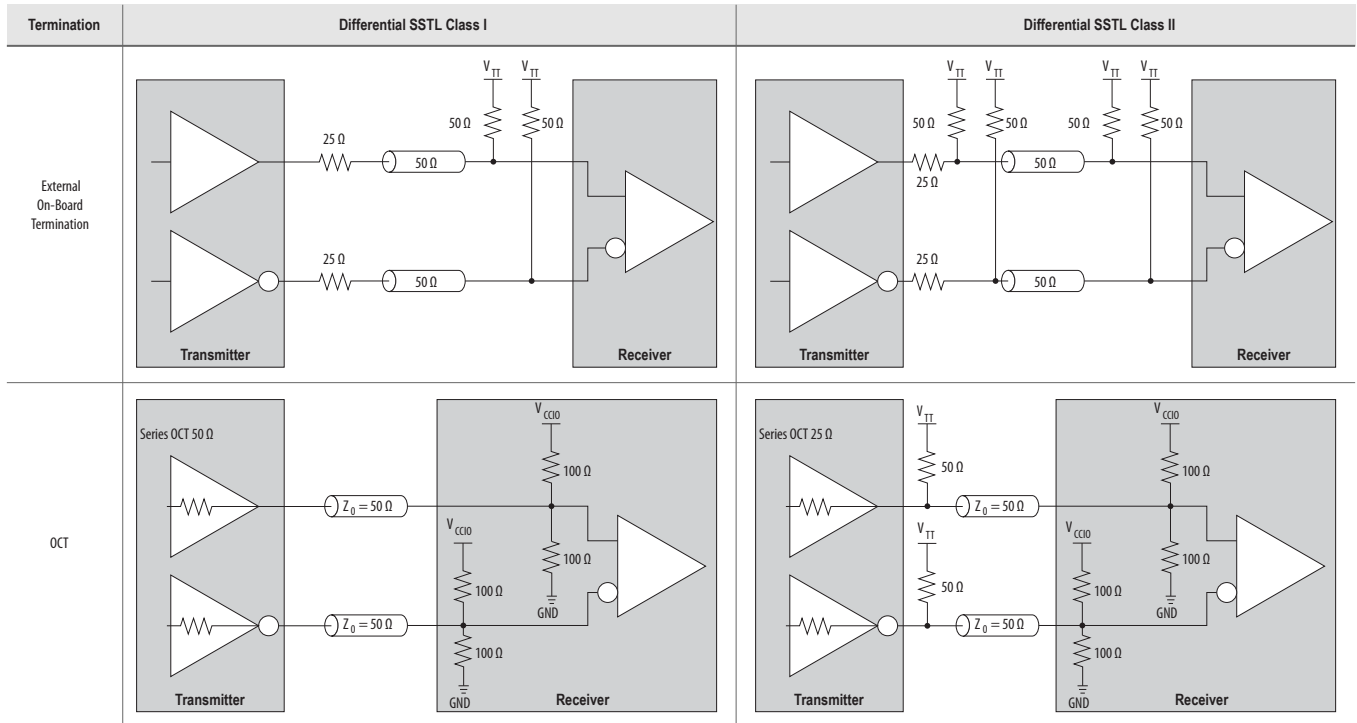 Termination
Differential SSTL Class I
Differential SSTL Class II
External
On-Board
Termination
V TT
V TT
50 Ω
50 Ω
25 Ω
50 Ω
25 Ω
50 Ω
Transmitter
Receiver
V TT
V TT
V TT
V TT
50 Ω
50 Ω
50 Ω
50 Ω
25 Ω
50 Ω
25 Ω
50 Ω
Transmitter
Receiver
OCT
Series OCT 50 Ω
V CCIO
100 Ω
Z 0 = 50 Ω
V CCIO
100 Ω
100 Ω
GND
Z 0 = 50 Ω
100 Ω
GND
Transmitter
Receiver
Series OCT 25 Ω
V TT
V CCIO
50 Ω
100 Ω
Z 0 = 50 Ω
V TT
V CCIO
100 Ω
50 Ω
100 Ω
GND
Z 0 = 50 Ω
100 Ω
GND
Transmitter
Receiver